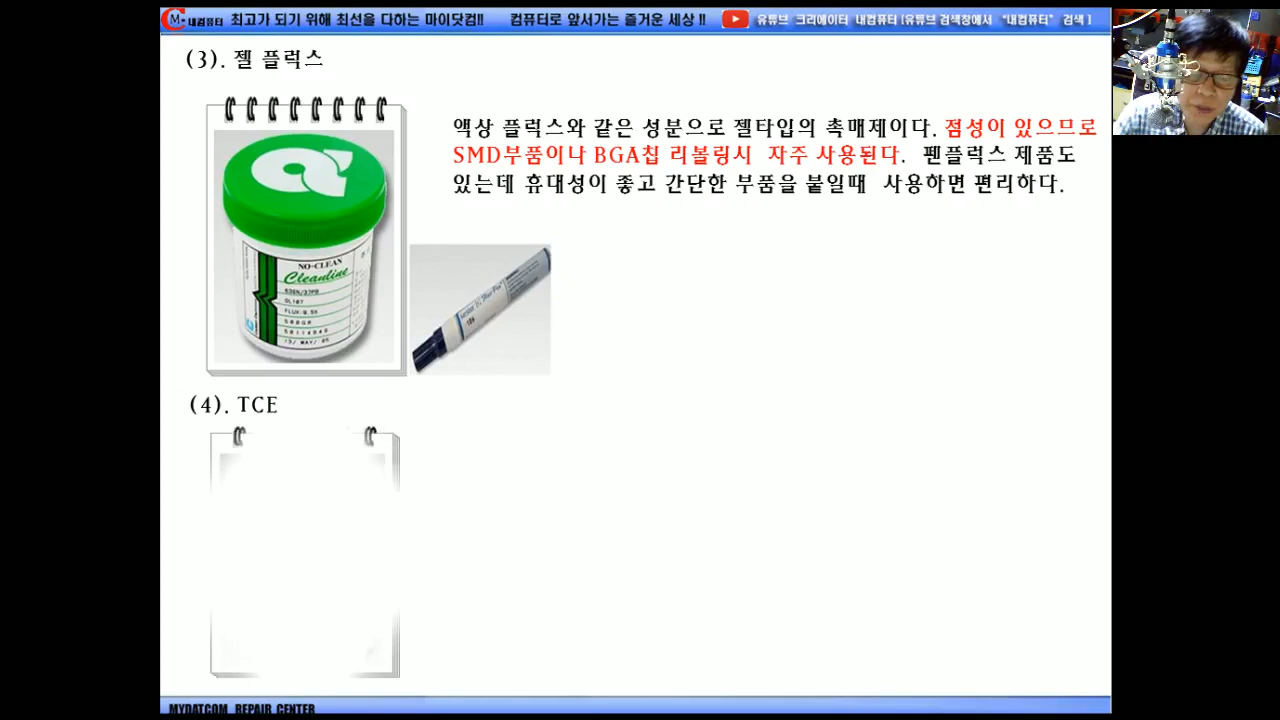 내컴퓨터 최고가 되기 위해 최선을 다하는 마이닷컴!! 컴퓨터로 앞서가는 즐거운 세상 !! 유튜브 크리에이터 내컴퓨터 [유튜브 검색창에서 "내컴퓨터" 검색 ]
(3). 젤 플럭스
액상 플럭스와 같은 성분으로 젤타입의 촉매제이다. 점성이 있으므로
SMD부품이나 BGA칩 리볼링시 자주 사용된다. 펜플럭스 제품도
있는데 휴대성이 좋고 간단한 부품을 붙일때 사용하면 편리하다.
NO-CLEAN
Cleanline
(4). TCE
MYDATCOM REPAIR CENTER